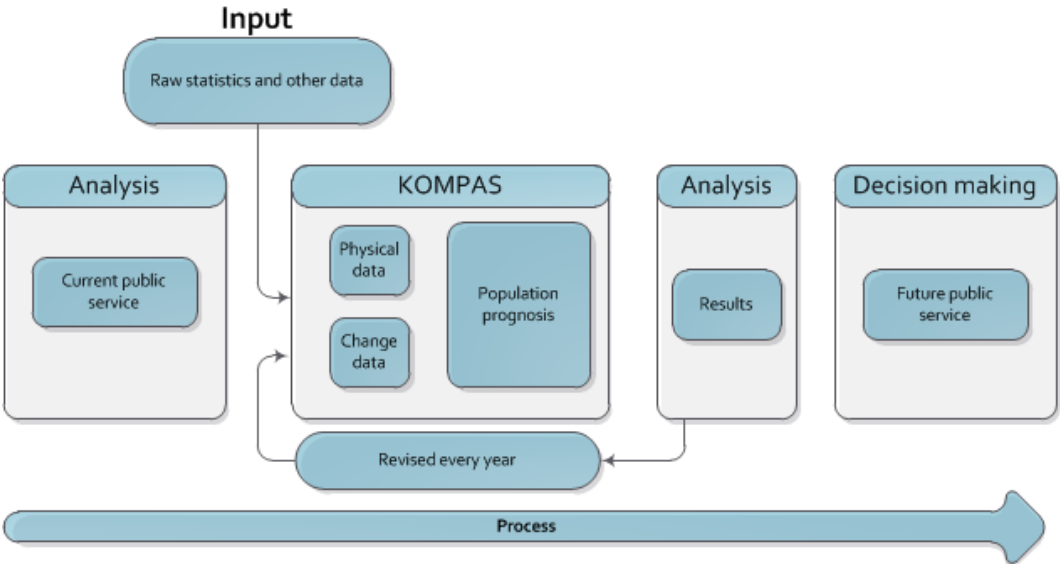 Input
Raw statistics and other data
Analysis
KOMPAS
Analysis
Decision making
Current public
service
Physical
data
Change
data
Population
prognosis
Results
Future public
service
Revised every year
Process